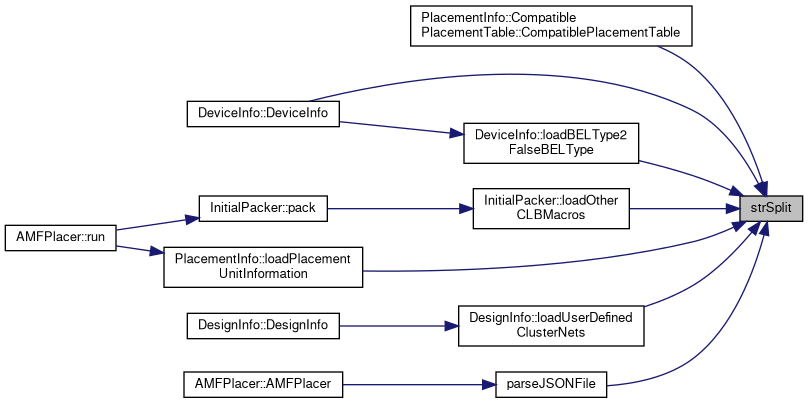 PlacementInfo::Compatible
PlacementTable::CompatiblePlacementTable
DeviceInfo::DeviceInfo
DeviceInfo::loadBELType2
FalseBELType
strSplit
InitialPacker::pack
InitialPacker::loadOther
CLBMacros
AMFPlacer::run
PlacementInfo::loadPlacement
UnitInformation
DesignInfo::DesignInfo
DesignInfo::loadUserDefined
ClusterNets
AMFPlacer::AMFPlacer
parseJSONFile